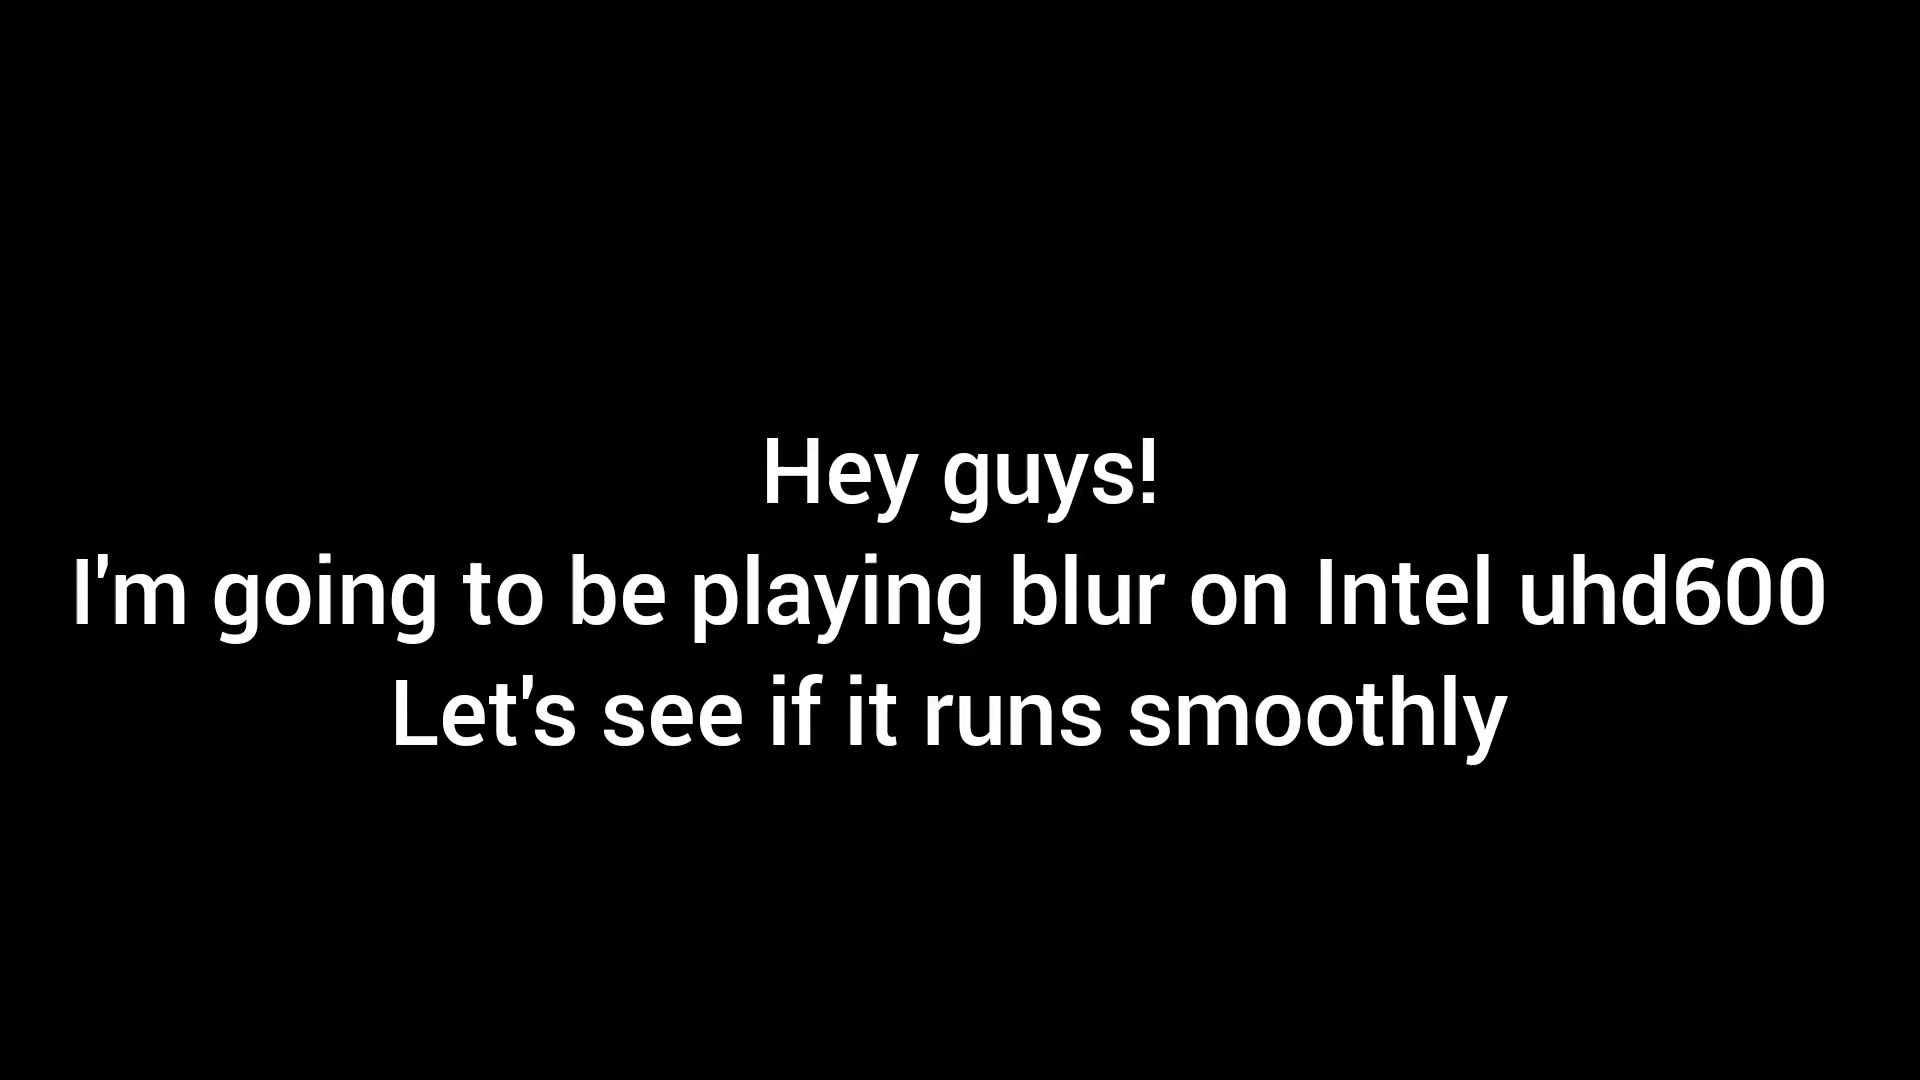 Hey guys!
I'm going to be playing blur on Intel uhd600
Let's see if it runs smoothly